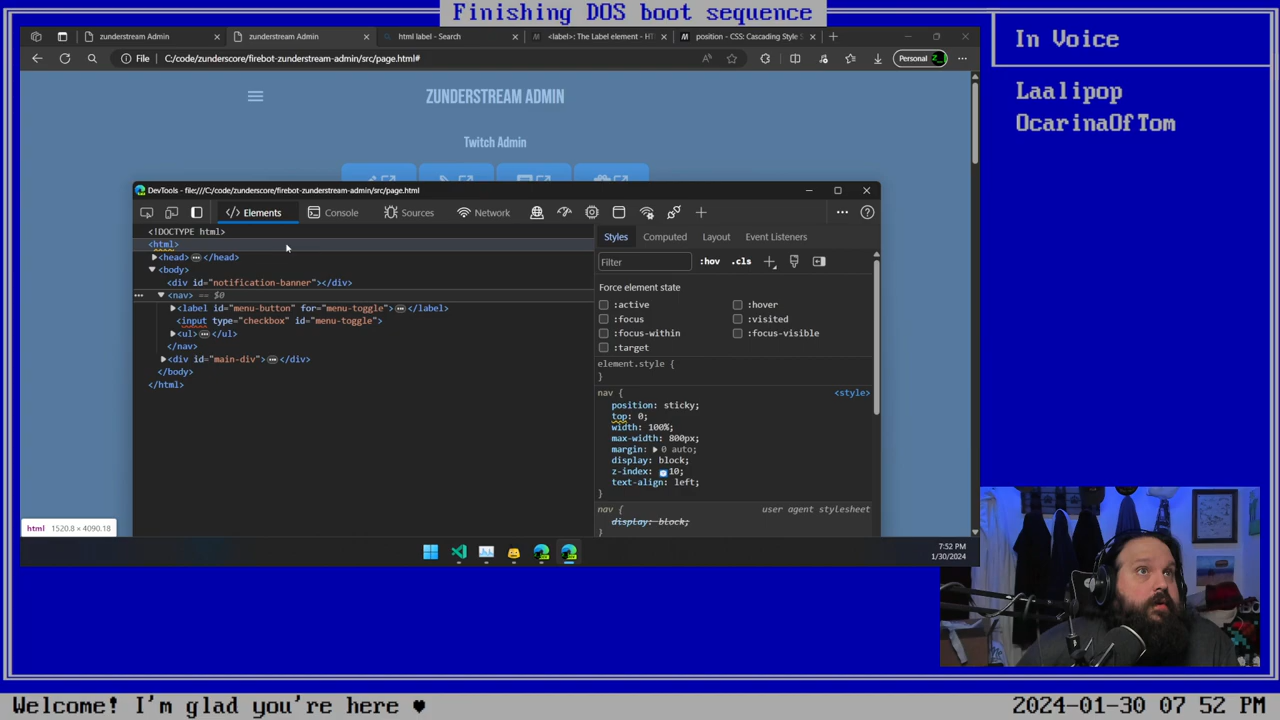 Finishing DOS boot sequence
In Voice
Laalipop
OcarinaOfTom
zunderstream Admin
zunderstream Admin
html label - Search
<label>: The Label element - HT
position - CSS: Cascading Style S
File
C:/code/zunderscore/firebot-zunderstream-admin/src/page.html#
Personal
ZUNDERSTREAM ADMIN
Twitch Admin
DevTools - file:///C:/code/zunderscore/firebot-zunderstream-admin/src/page.html
</> Elements
Console
Sources
Network
<!DOCTYPE html>
<html>
<head> ••• </head>
<body>
<div id="notification-banner"></div>
••• <nav> == $0
<label id="menu-button" for="menu-toggle"> ••• </label>
<input type="checkbox" id="menu-toggle">
<ul> ••• </ul>
</nav>
<div id="main-div"> ••• </div>
</body>
</html>
Styles
Computed
Layout
Event Listeners
Filter
:hov .cls
Force element state
:active
:hover
:focus
:visited
:focus-within
:focus-visible
:target
element.style {
}
nav {
<style>
position: sticky;
top: 0;
width: 100%;
max-width: 800px;
margin: 0 auto;
display: block;
z-index: 10;
text-align: left;
}
nav {
user agent stylesheet
display: block;
}
html 1520.8 × 4090.18
7:52 PM
1/30/2024
Welcome! I'm glad you're here ♥
2024-01-30 07 52 PM